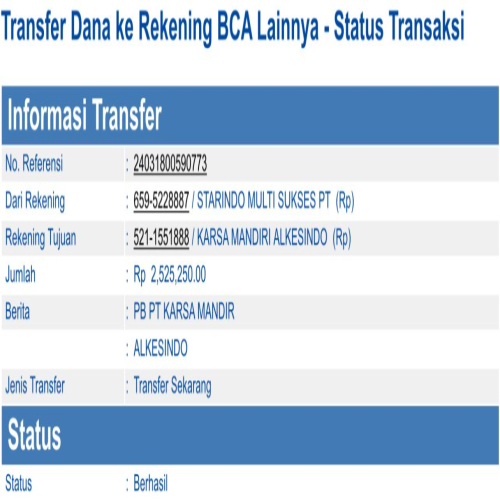 Transfer Dana ke Rekening BCA Lainnya - Status Transaksi
Informasi Transfer
No. Referensi : 24031800590773
Dari Rekening : 659-5228887 / STARINDO MULTI SUKSES PT (Rp)
Rekening Tujuan : 521-1551888 / KARSA MANDIRI ALKESINDO (Rp)
Jumlah : Rp 2,525,250.00
Berita : PB PT KARSA MANDIR
: ALKESINDO
Jenis Transfer : Transfer Sekarang
Status
Status : Berhasil